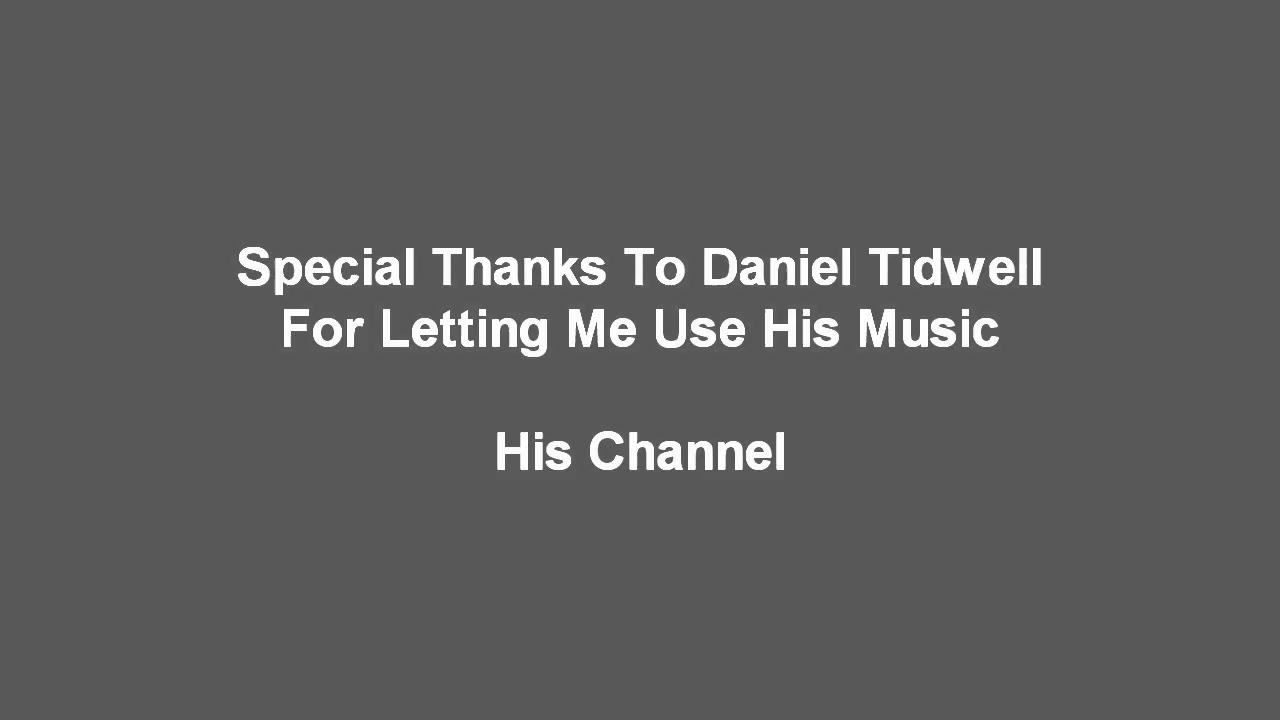 Special Thanks To Daniel Tidwell
For Letting Me Use His Music
His Channel